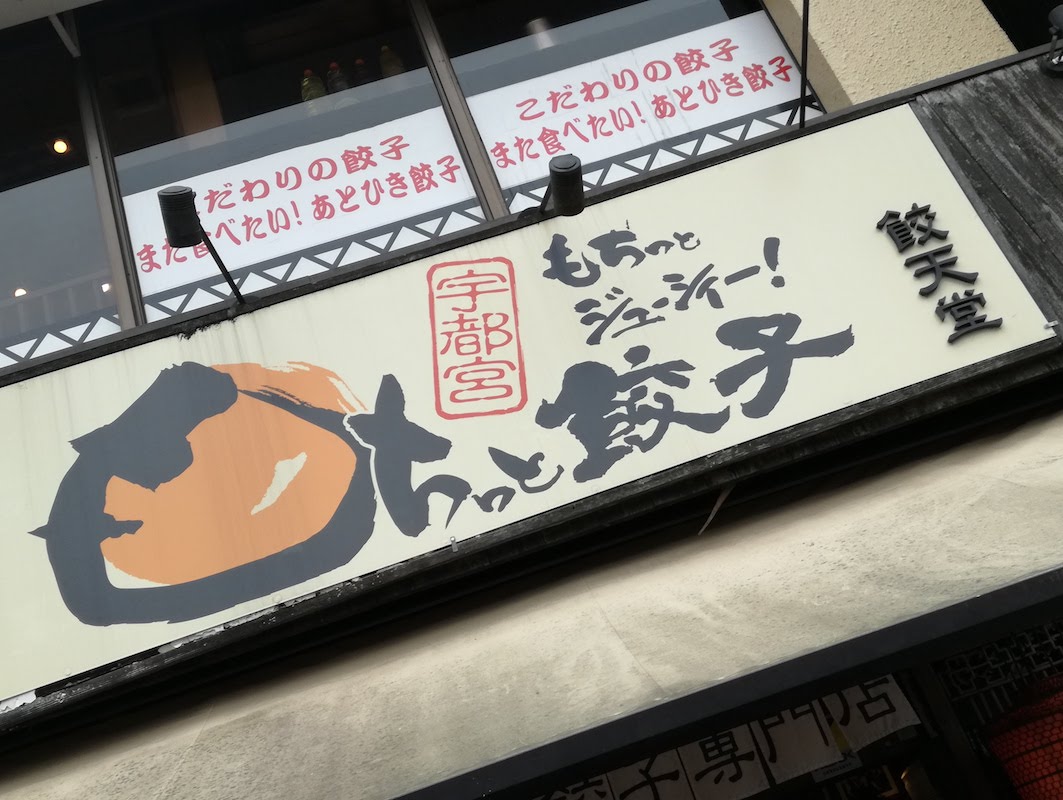 こだわりの餃子
また食べたい!あとひき餃子
こだわりの餃子
また食べたい!あとひき餃子
宇都宮
もちっと
ジューシィー!
ちっと餃子
餃天堂
餃子専門店